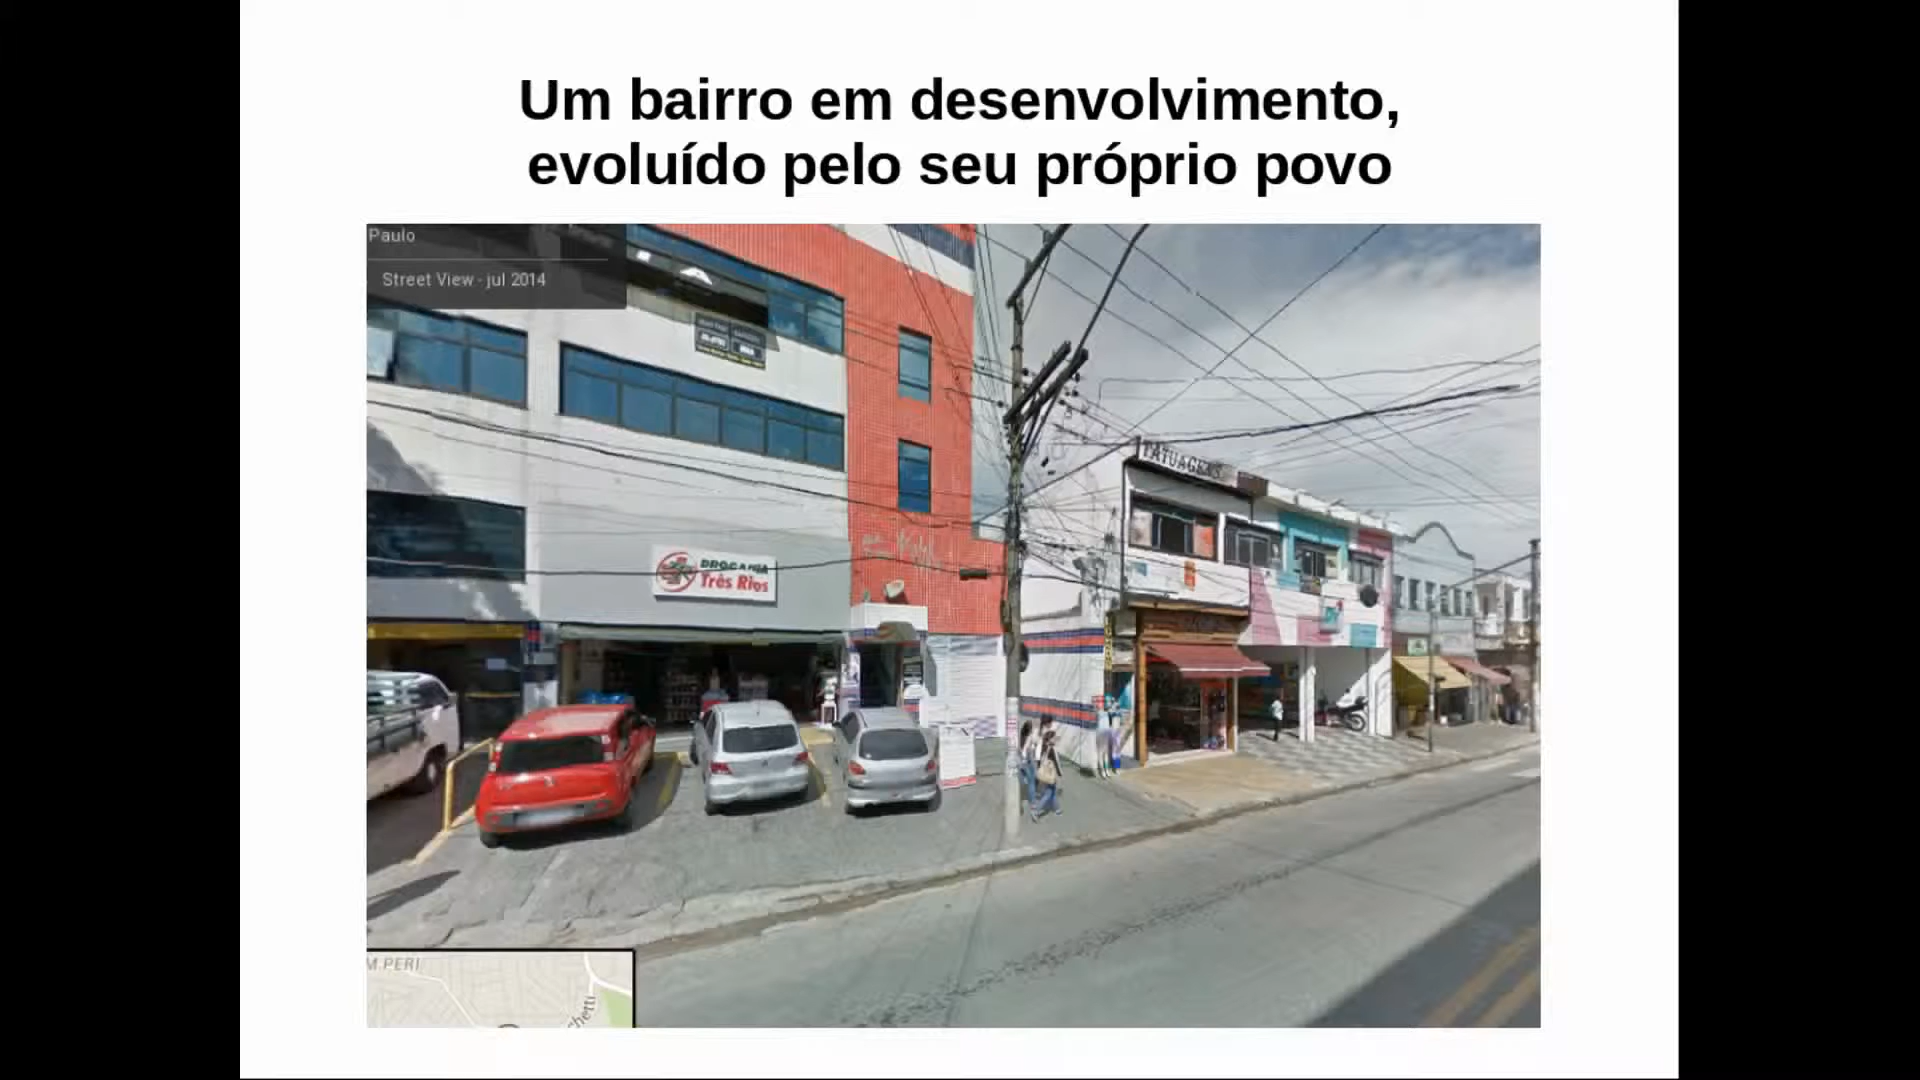 Um bairro em desenvolvimento,
evoluído pelo seu próprio povo
Paulo
Street View - jul 2014
TATUAGENS
DROGARIA
Três Rios
M PERI
chetti